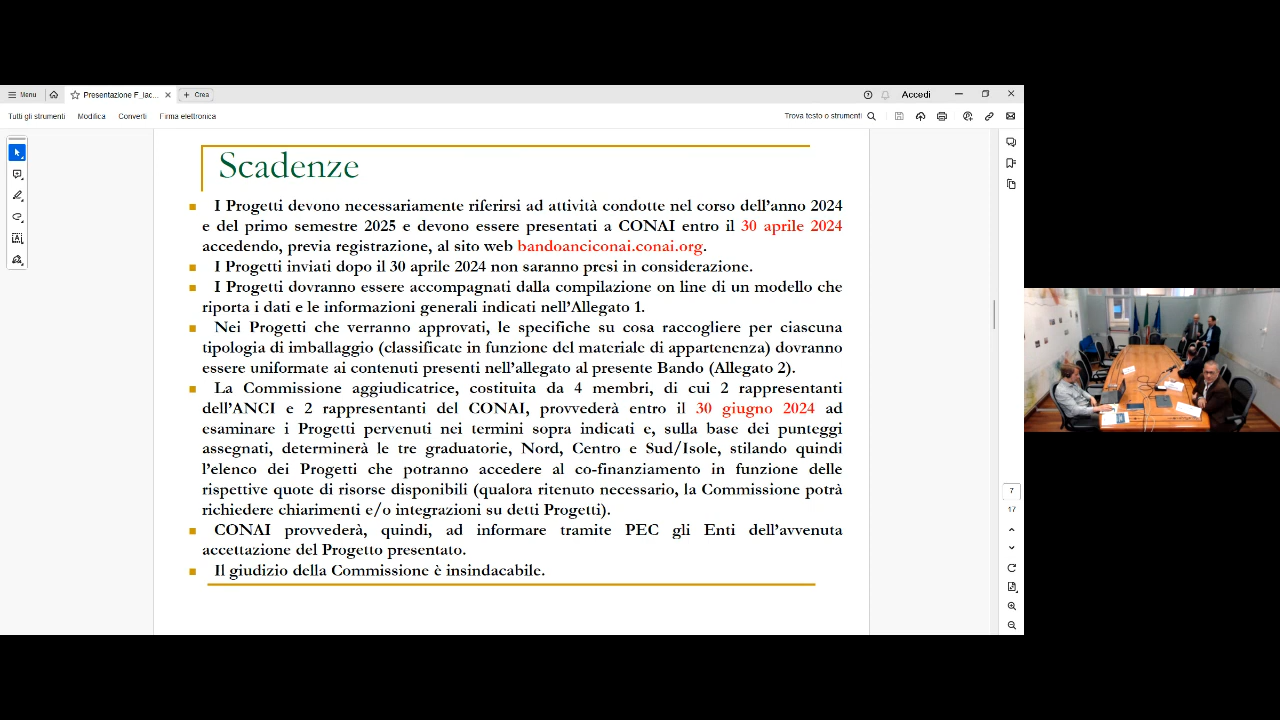 Menu
Presentazione F_Iac...
Crea
Accedi
Tutti gli strumenti
Modifica
Converti
Firma elettronica
Trova testo o strumenti
Scadenze
I Progetti devono necessariamente riferirsi ad attività condotte nel corso dell'anno 2024
e del primo semestre 2025 e devono essere presentati a CONAI entro il 30 aprile 2024
accedendo, previa registrazione, al sito web bandoanciconai.conai.org.
I Progetti inviati dopo il 30 aprile 2024 non saranno presi in considerazione.
I Progetti dovranno essere accompagnati dalla compilazione on line di un modello che
riporta i dati e le informazioni generali indicati nell'Allegato 1.
Nei Progetti che verranno approvati, le specifiche su cosa raccogliere per ciascuna
tipologia di imballaggio (classificate in funzione del materiale di appartenenza) dovranno
essere uniformate ai contenuti presenti nell'allegato al presente Bando (Allegato 2).
La Commissione aggiudicatrice, costituita da 4 membri, di cui 2 rappresentanti
dell'ANCI e 2 rappresentanti del CONAI, provvederà entro il 30 giugno 2024 ad
esaminare i Progetti pervenuti nei termini sopra indicati e, sulla base dei punteggi
assegnati, determinerà le tre graduatorie, Nord, Centro e Sud/Isole, stilando quindi
l'elenco dei Progetti che potranno accedere al co-finanziamento in funzione delle
rispettive quote di risorse disponibili (qualora ritenuto necessario, la Commissione potrà
richiedere chiarimenti e/o integrazioni su detti Progetti).
CONAI provvederà, quindi, ad informare tramite PEC gli Enti dell'avvenuta
accettazione del Progetto presentato.
Il giudizio della Commissione è insindacabile.
7
17